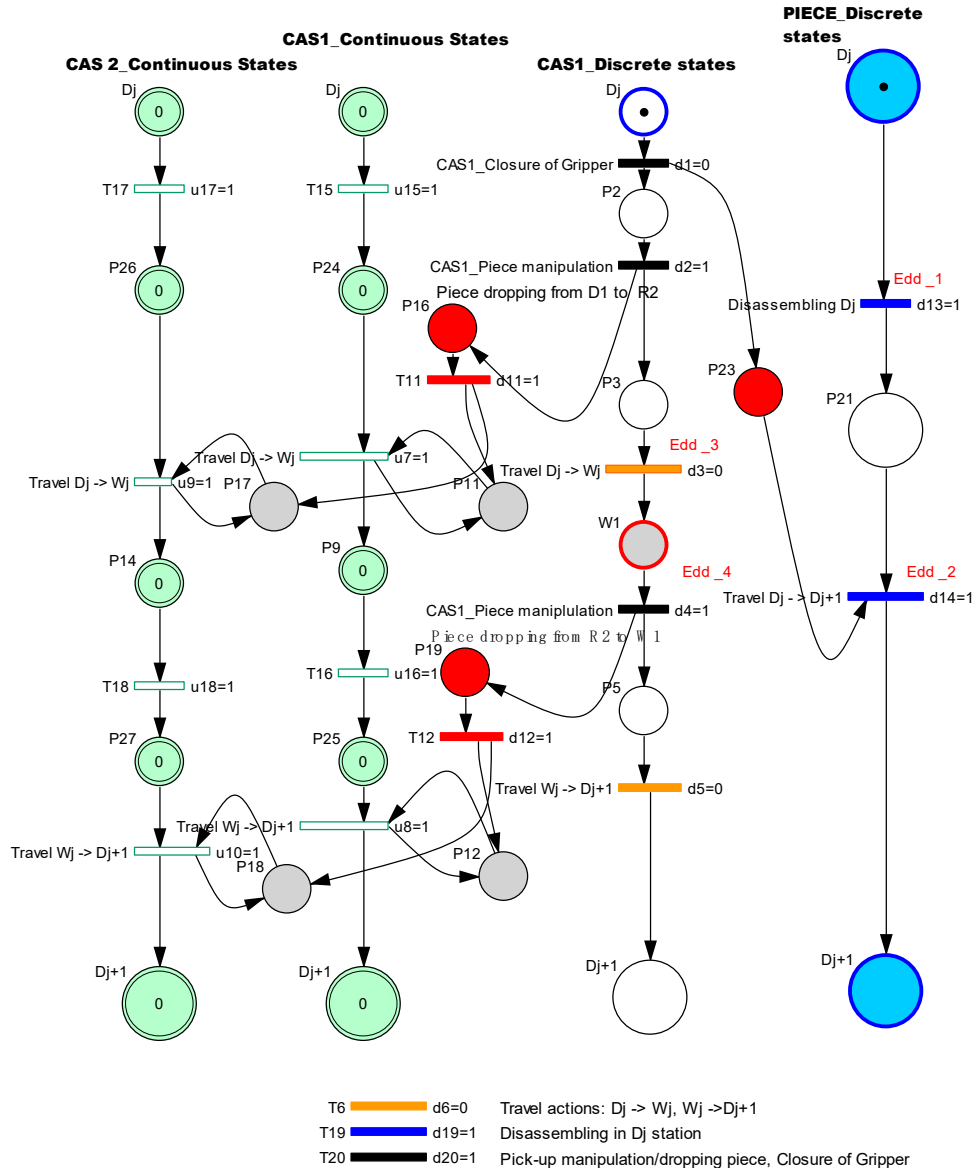 PIECE_Discrete
states
CAS1_Continuous States
CAS 2_Continuous States
CAS1_Discrete states
Dj
Dj
Dj
Dj
0
0
CAS1_Closure of Gripper
d1=0
T17
u17=1
T15
u15=1
P2
P26
P24
CAS1_Piece manipulation
d2=1
Edd _1
Piece dropping from D1 to R2
P16
Disassembling Dj
d13=1
0
0
T11
d11=1
P3
P23
P21
Edd _3
Travel Dj -> Wj
u7=1
Travel Dj -> Wj
d3=0
Travel Dj -> Wj
u9=1
P17
P11
W1
P14
P9
0
0
Edd _4
Edd _2
CAS1_Piece maniplulation
d4=1
Travel Dj -> Dj+1
d14=1
Piece dropping from R2 to W1
P19
T18
u18=1
T16
u16=1
P5
P27
P25
T12
d12=1
0
0
Travel Wj -> Dj+1
d5=0
Travel Wj -> Dj+1
u8=1
Travel Wj -> Dj+1
u10=1
P18
P12
Dj+1
Dj+1
Dj+1
Dj+1
0
0
T6
d6=0
Travel actions: Dj -> Wj, Wj ->Dj+1
T19
d19=1
Disassembling in Dj station
T20
d20=1
Pick-up manipulation/dropping piece, Closure of Gripper